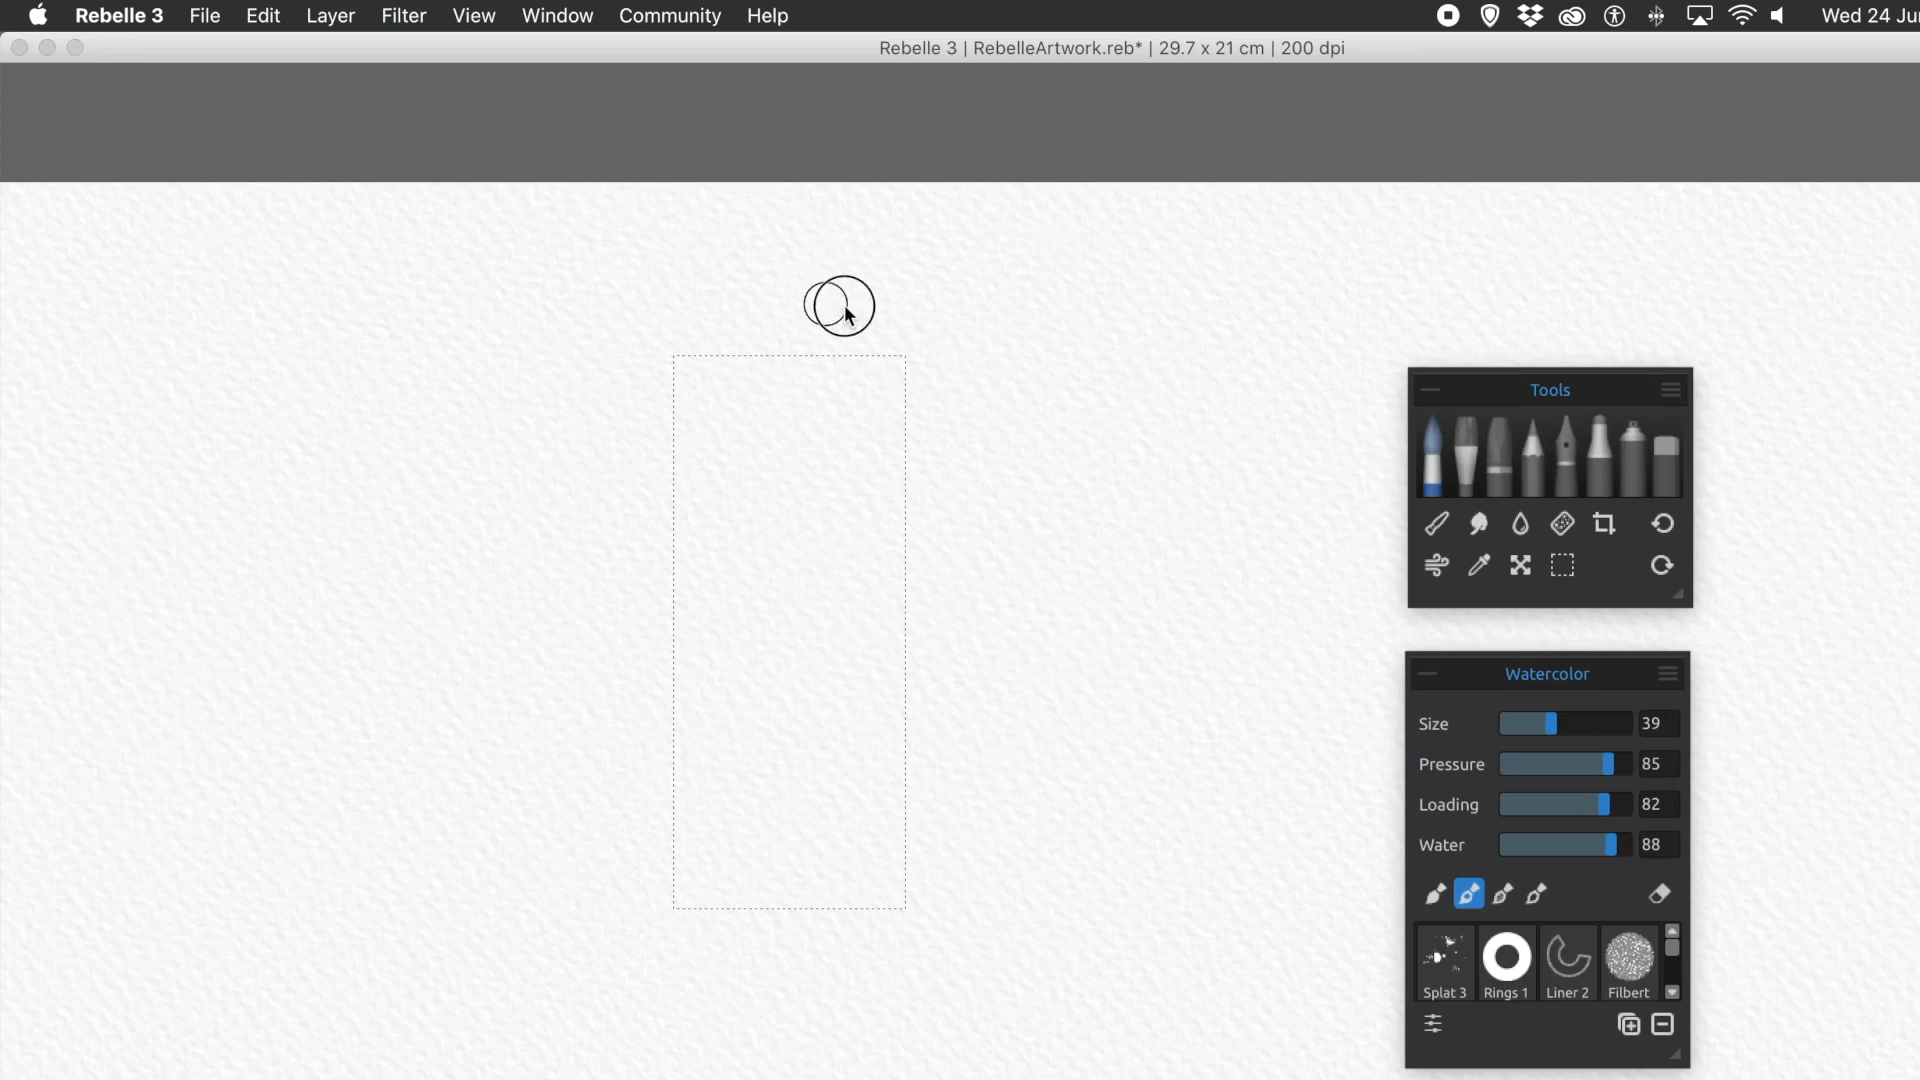 Rebelle 3 File Edit Layer Filter View Window Community Help Wed 24 Jun
Rebelle 3 | RebelleArtwork.reb* | 29.7 x 21 cm | 200 dpi
Tools
Watercolor
Size 39
Pressure 85
Loading 82
Water 88
Splat 3 Rings 1 Liner 2 Filbert